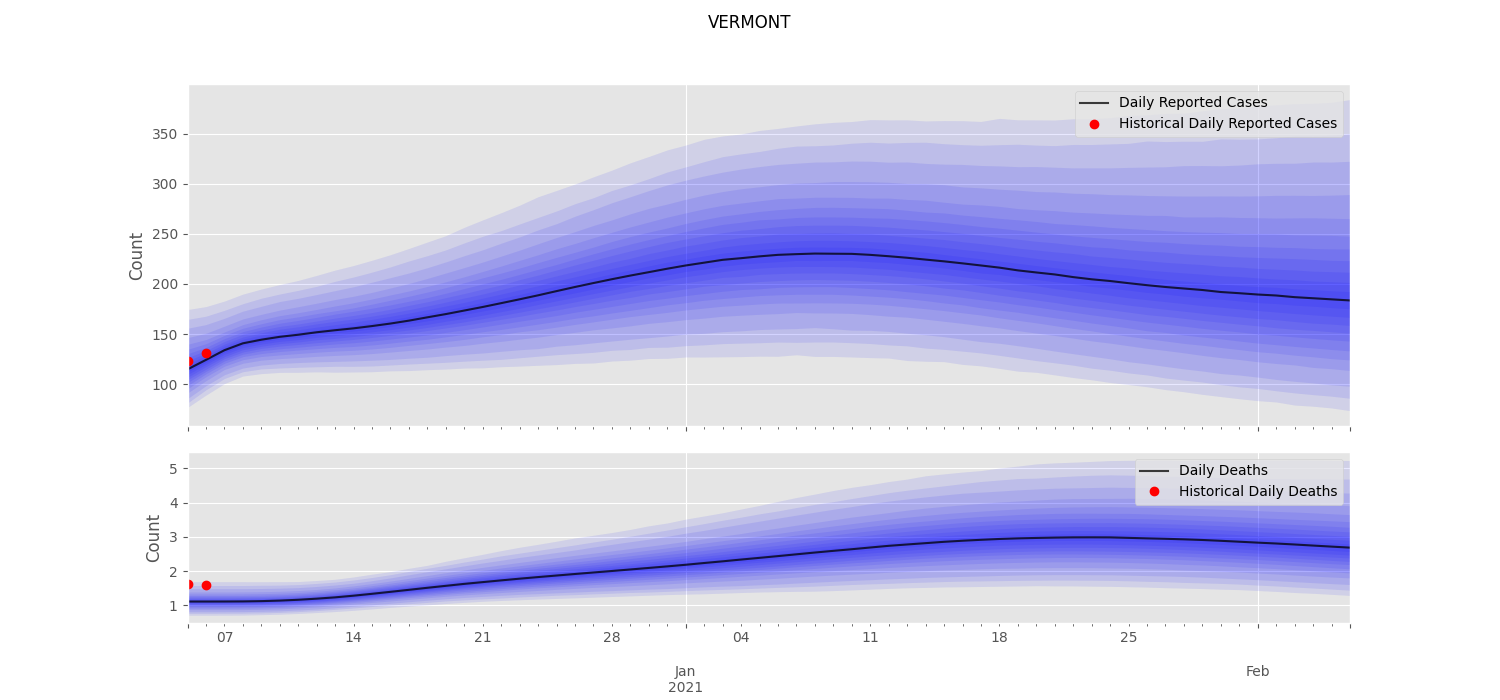 VERMONT
Daily Reported Cases
Historical Daily Reported Cases
350
300
250
200
150
100
Count
Daily Deaths
Historical Daily Deaths
5
4
3
2
1
Count
07 14 21 28 04 11 18 25
Jan Feb
2021